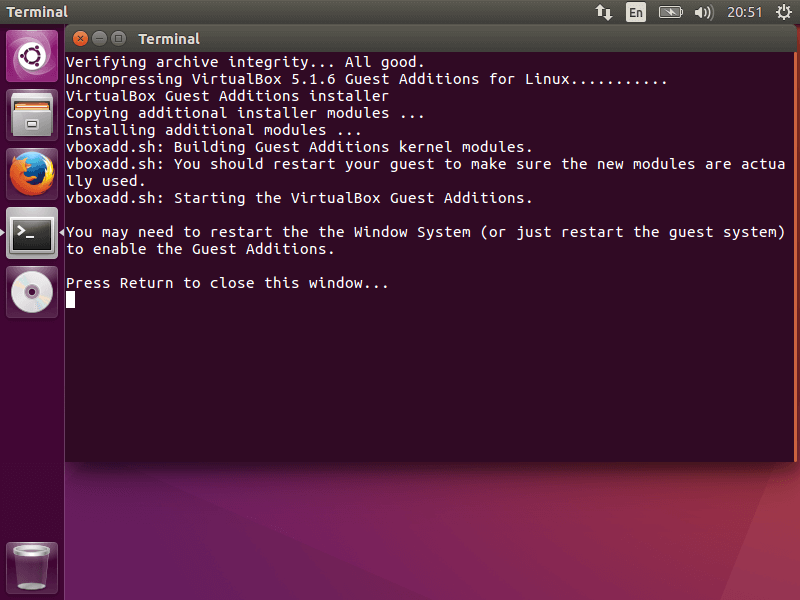 Terminal
En
20:51
Terminal
Verifying archive integrity... All good.
Uncompressing VirtualBox 5.1.6 Guest Additions for Linux...........
VirtualBox Guest Additions installer
Copying additional installer modules ...
Installing additional modules ...
vboxadd.sh: Building Guest Additions kernel modules.
vboxadd.sh: You should restart your guest to make sure the new modules are actua
lly used.
vboxadd.sh: Starting the VirtualBox Guest Additions.
You may need to restart the the Window System (or just restart the guest system)
to enable the Guest Additions.
Press Return to close this window...